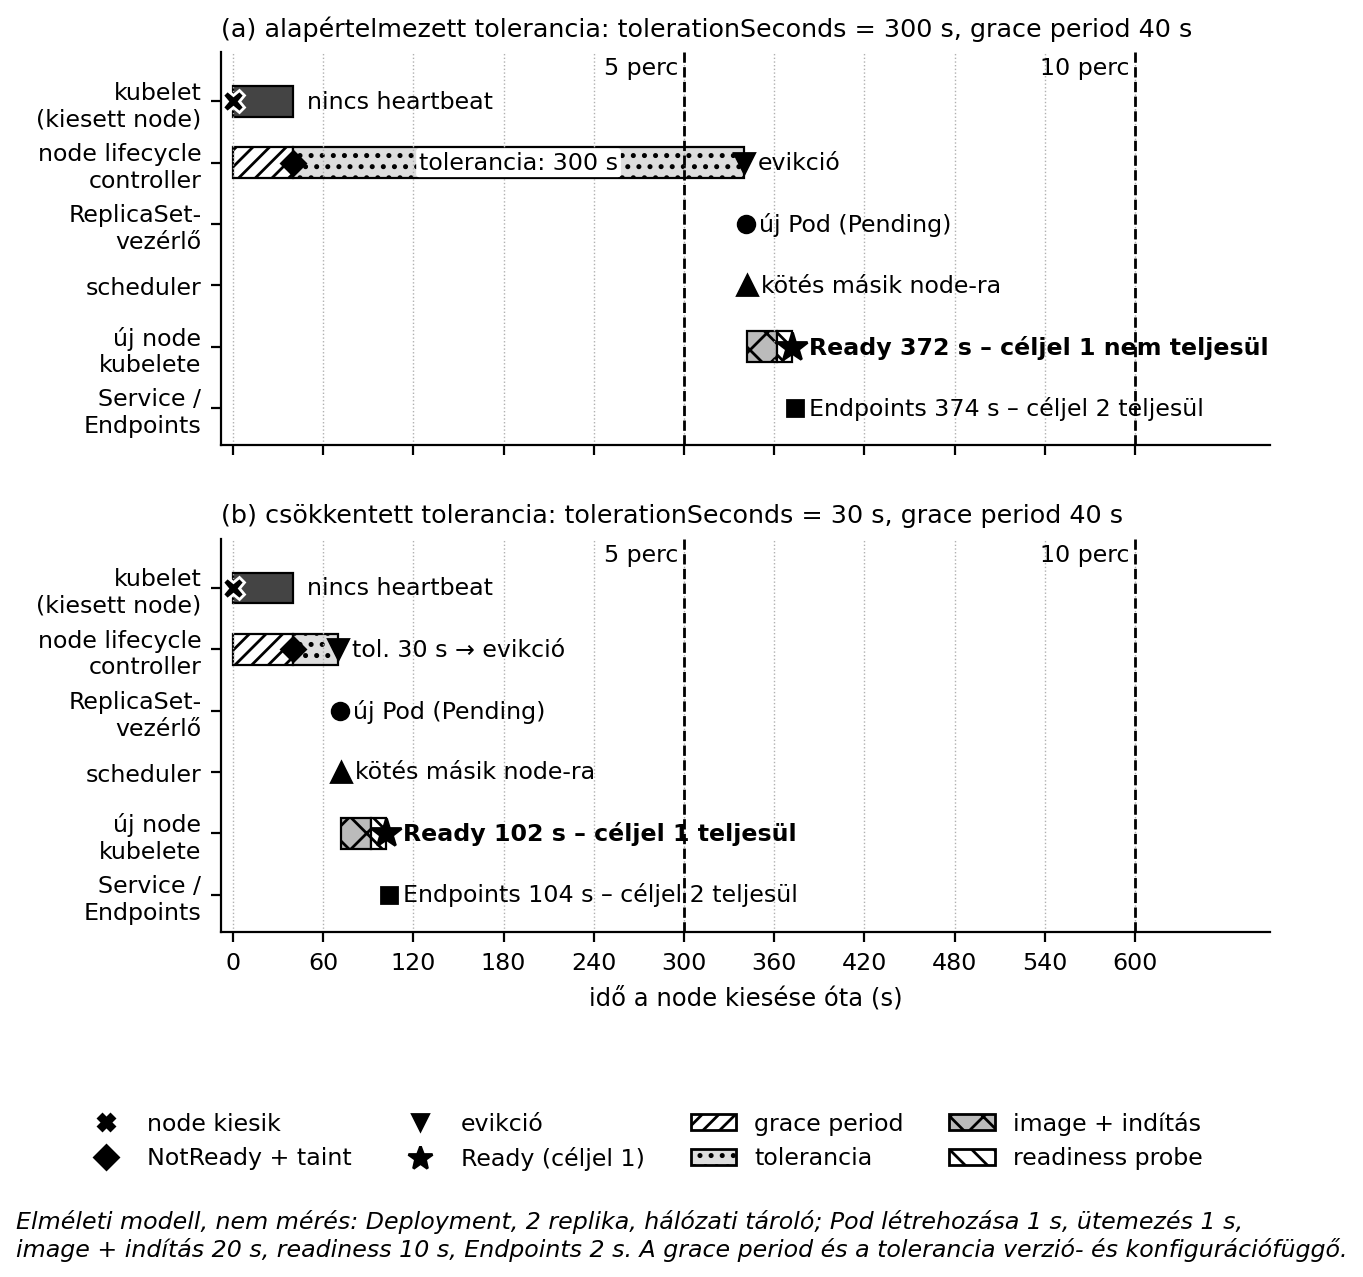 (a) alapértelmezett tolerancia: tolerationSeconds = 300 s, grace period 40 s
5 perc
10 perc
kubelet
(kiesett node)
nincs heartbeat
node lifecycle
controller
tolerancia: 300 s
evikció
ReplicaSet-
vezérlő
új Pod (Pending)
scheduler
kötés másik node-ra
új node
kubelete
Ready 372 s – céljel 1 nem teljesül
Service /
Endpoints
Endpoints 374 s – céljel 2 teljesül
(b) csökkentett tolerancia: tolerationSeconds = 30 s, grace period 40 s
5 perc
10 perc
kubelet
(kiesett node)
nincs heartbeat
node lifecycle
controller
tol. 30 s → evikció
ReplicaSet-
vezérlő
új Pod (Pending)
scheduler
kötés másik node-ra
új node
kubelete
Ready 102 s – céljel 1 teljesül
Service /
Endpoints
Endpoints 104 s – céljel 2 teljesül
0 60 120 180 240 300 360 420 480 540 600
idő a node kiesése óta (s)
node kiesik
NotReady + taint
evikció
Ready (céljel 1)
grace period
tolerancia
image + indítás
readiness probe
Elméleti modell, nem mérés: Deployment, 2 replika, hálózati tároló; Pod létrehozása 1 s, ütemezés 1 s,
image + indítás 20 s, readiness 10 s, Endpoints 2 s. A grace period és a tolerancia verzió- és konfigurációfüggő.